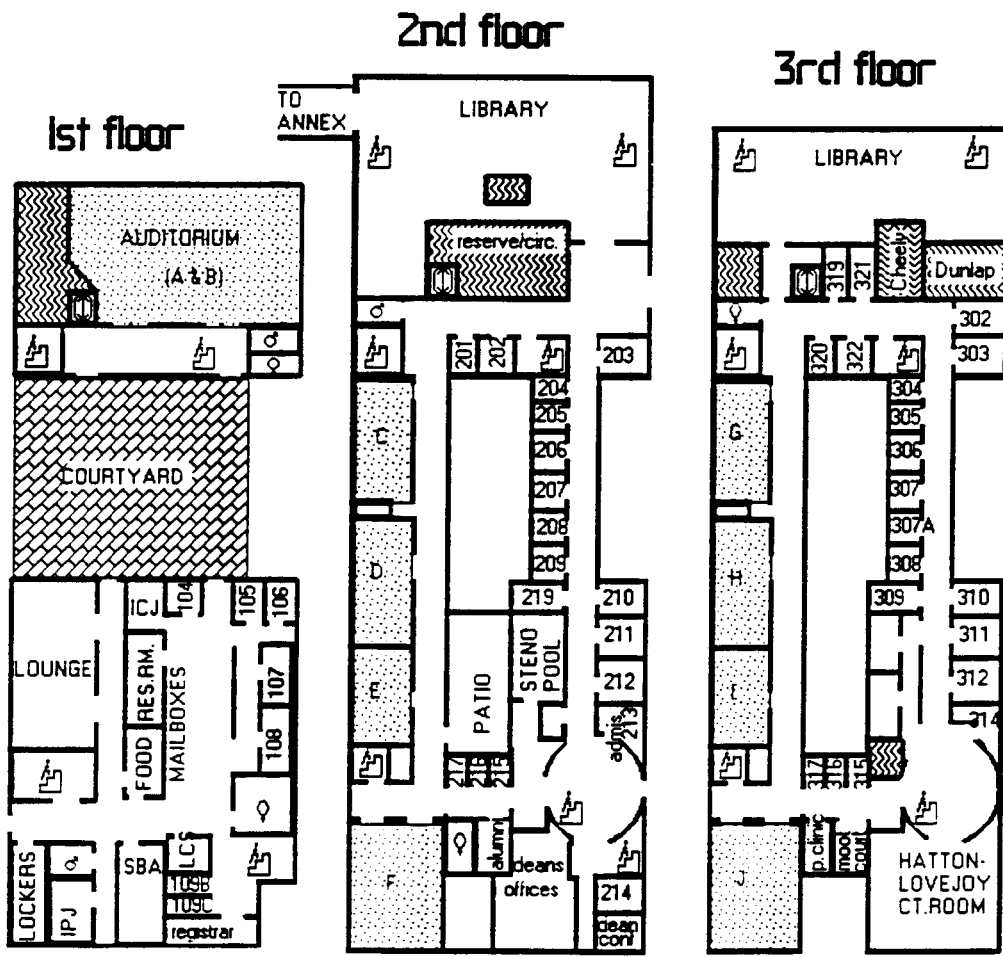 1st floor
AUDITORIUM
(A & B)
COURTYARD
ICJ
104
105
106
LOUNGE
RES.RM.
MAILBOXES
107
FOOD
108
LOCKERS
IPJ
SBA
LCS
109B
109C
registrar
2nd floor
TO
ANNEX
LIBRARY
reserve/circ.
201
202
203
204
C
205
206
207
208
D
209
219
210
211
STENO
POOL
E
PATIO
212
213
admis.
217
216
215
F
alumni
deans
offices
214
dean
conf
3rd floor
LIBRARY
319
321
Cheely
Dunlap
302
320
322
303
304
G
305
306
307
307A
H
308
309
310
311
I
312
314
317
316
315
J
p. clinic
moot
court
HATTON-
LOVEJOY
CT.ROOM